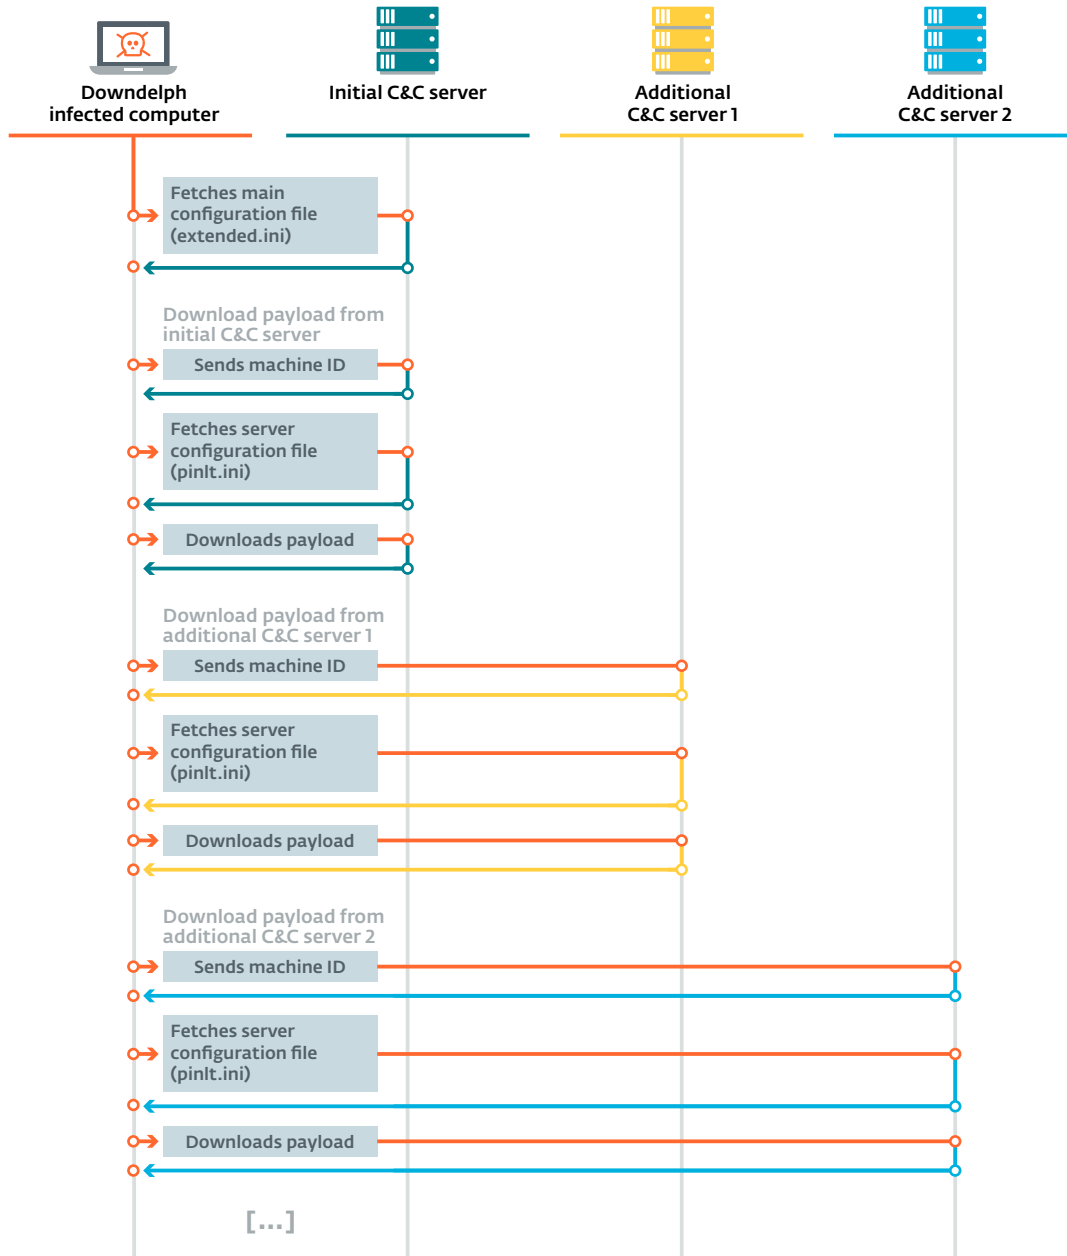 Downdelph
infected computer
Initial C&C server
Additional
C&C server 1
Additional
C&C server 2
Fetches main
configuration file
(extended.ini)
Download payload from
initial C&C server
Sends machine ID
Fetches server
configuration file
(pinlt.ini)
Downloads payload
Download payload from
additional C&C server 1
Sends machine ID
Fetches server
configuration file
(pinlt.ini)
Downloads payload
Download payload from
additional C&C server 2
Sends machine ID
Fetches server
configuration file
(pinlt.ini)
Downloads payload
[...]